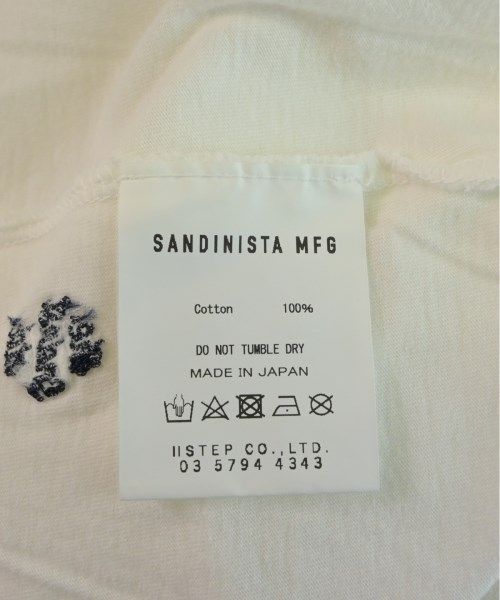 SANDINISTA MFG
Cotton 100%
DO NOT TUMBLE DRY
MADE IN JAPAN
IISTEP CO.,LTD.
03 5794 4343